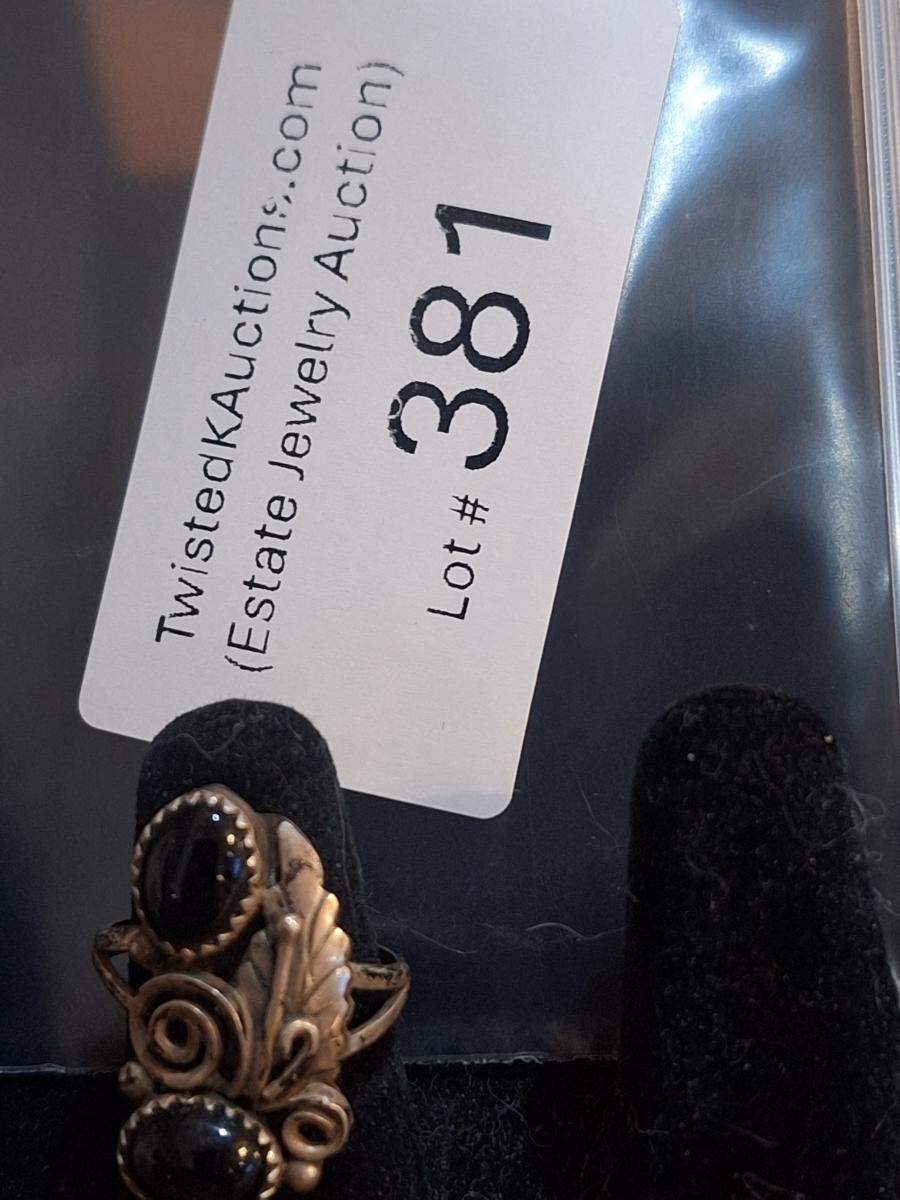 TwistedKAuctions.com
(Estate Jewelry Auction)
Lot # 381